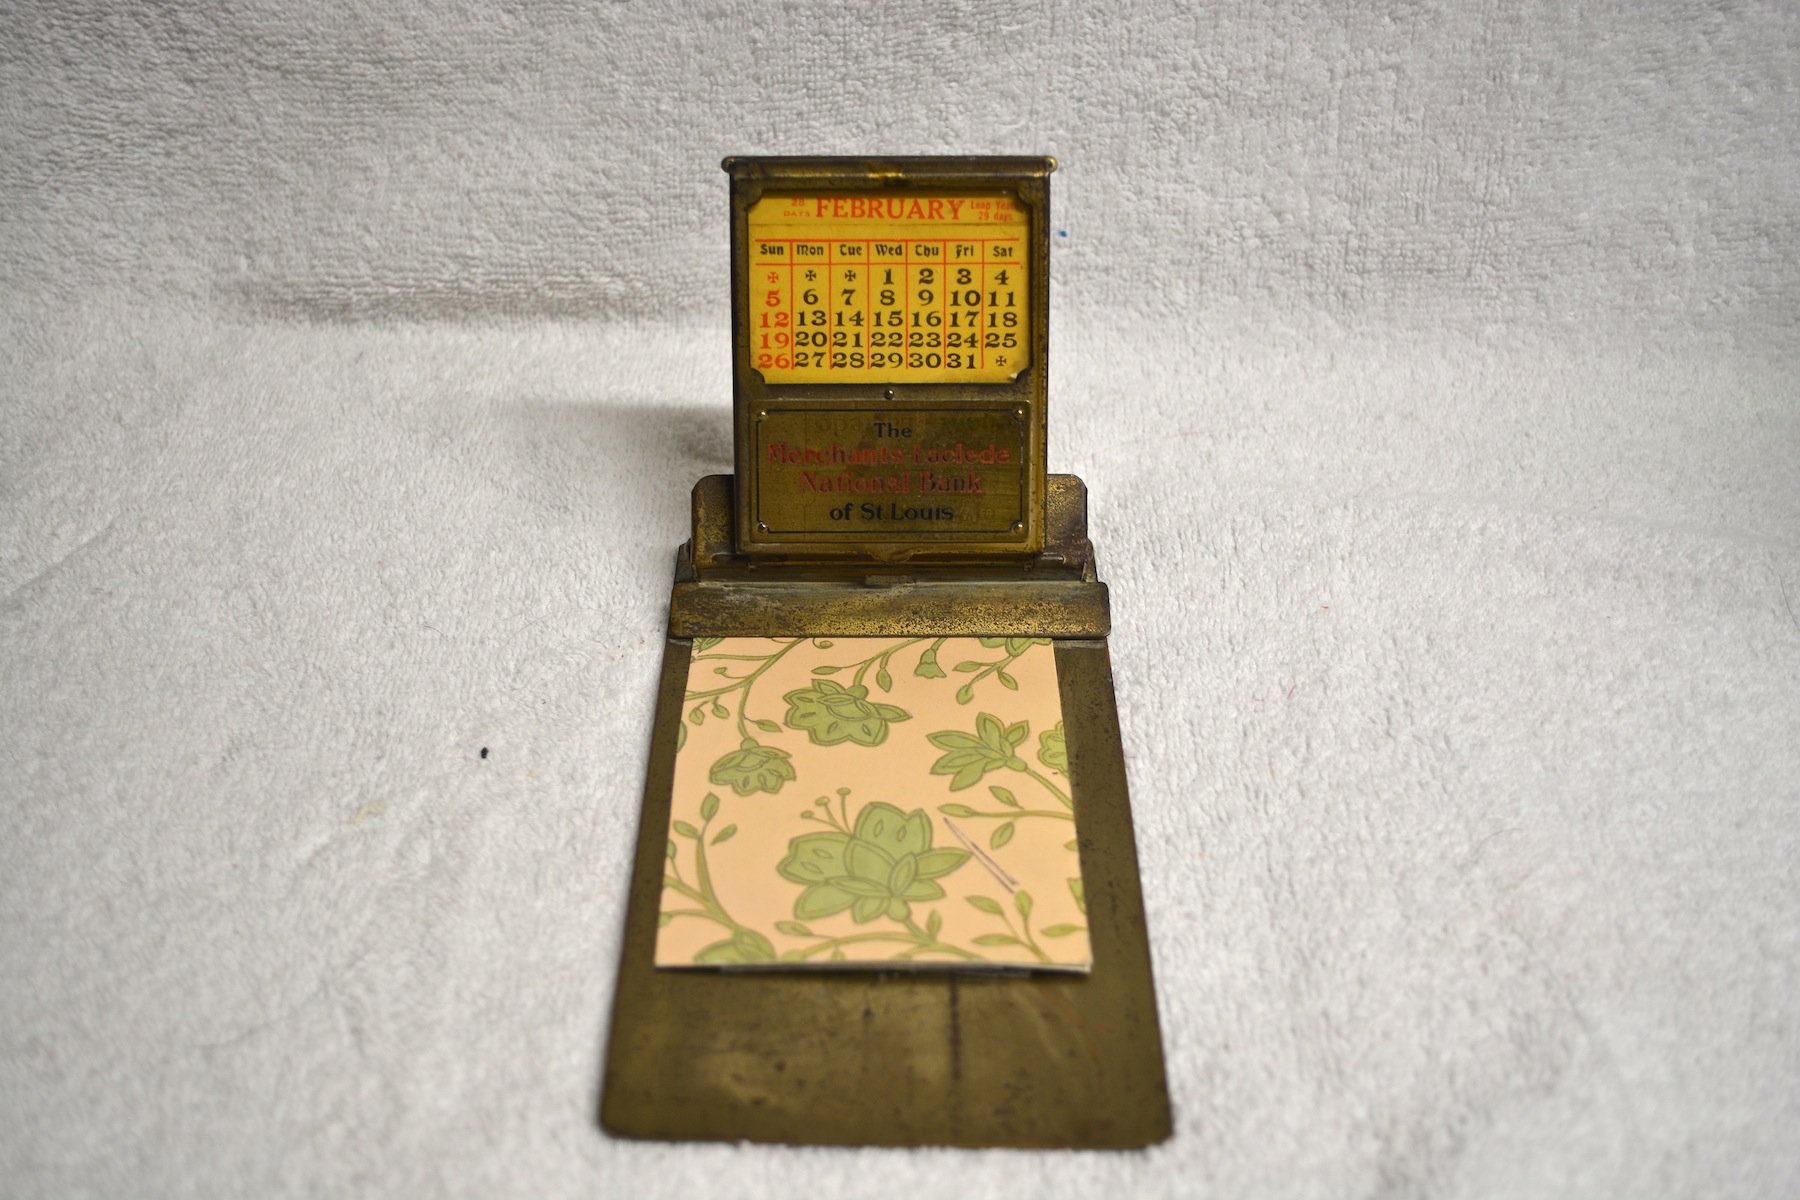 28 DAYS FEBRUARY Leap Year 29 days
Sun Mon Tue Wed Thu Fri Sat
✠ ✠ ✠ 1 2 3 4
5 6 7 8 9 10 11
12 13 14 15 16 17 18
19 20 21 22 23 24 25
26 27 28 29 30 31 ✠
The
Merchants-Laclede
National Bank
of St. Louis